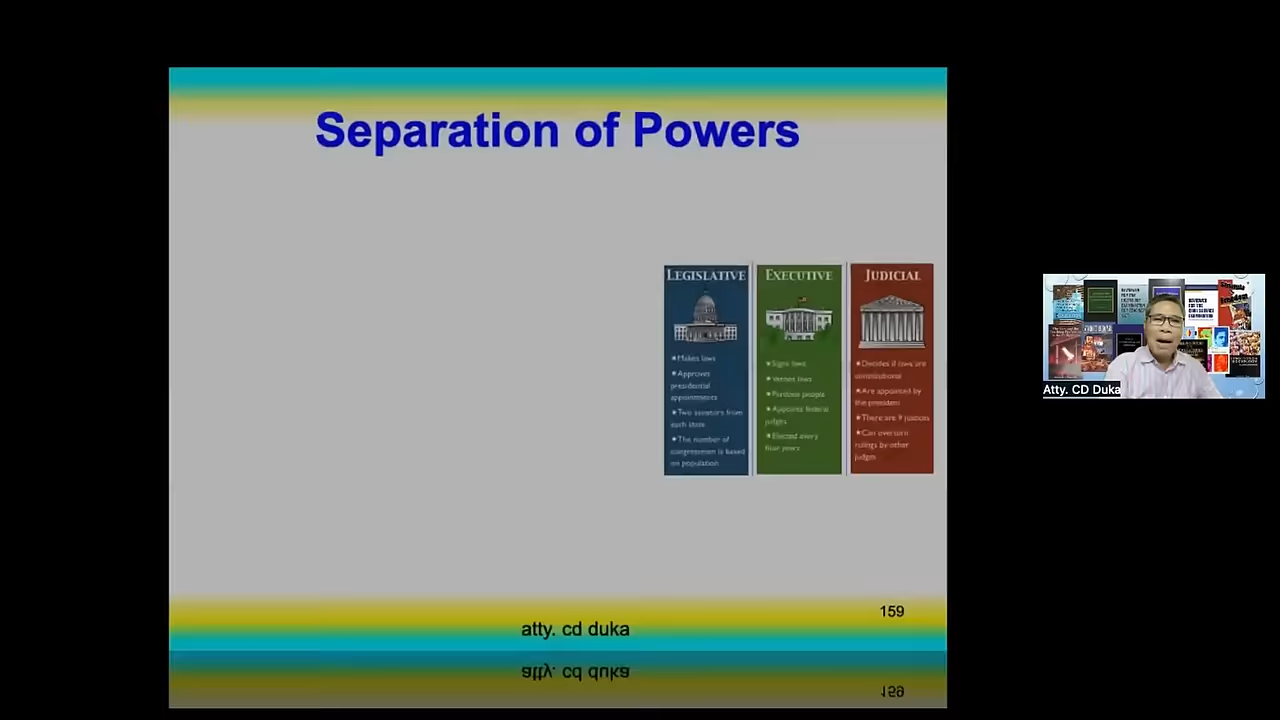 Separation of Powers
LEGISLATIVE
★Makes laws
★Approves
presidential
appointments
★Two senators from
each state
★The number of
congressmen is based
on population
EXECUTIVE
★Signs laws
★Vetoes laws
★Pardons people
★Appoints federal
judges
★Elected every
four years
JUDICIAL
★Decides if laws are
constitutional
★Are appointed by
the president
★There are 9 justices
★Can overturn
rulings by other
judges
159
atty. cd duka
atty. cd duka
159
Atty. CD Duka